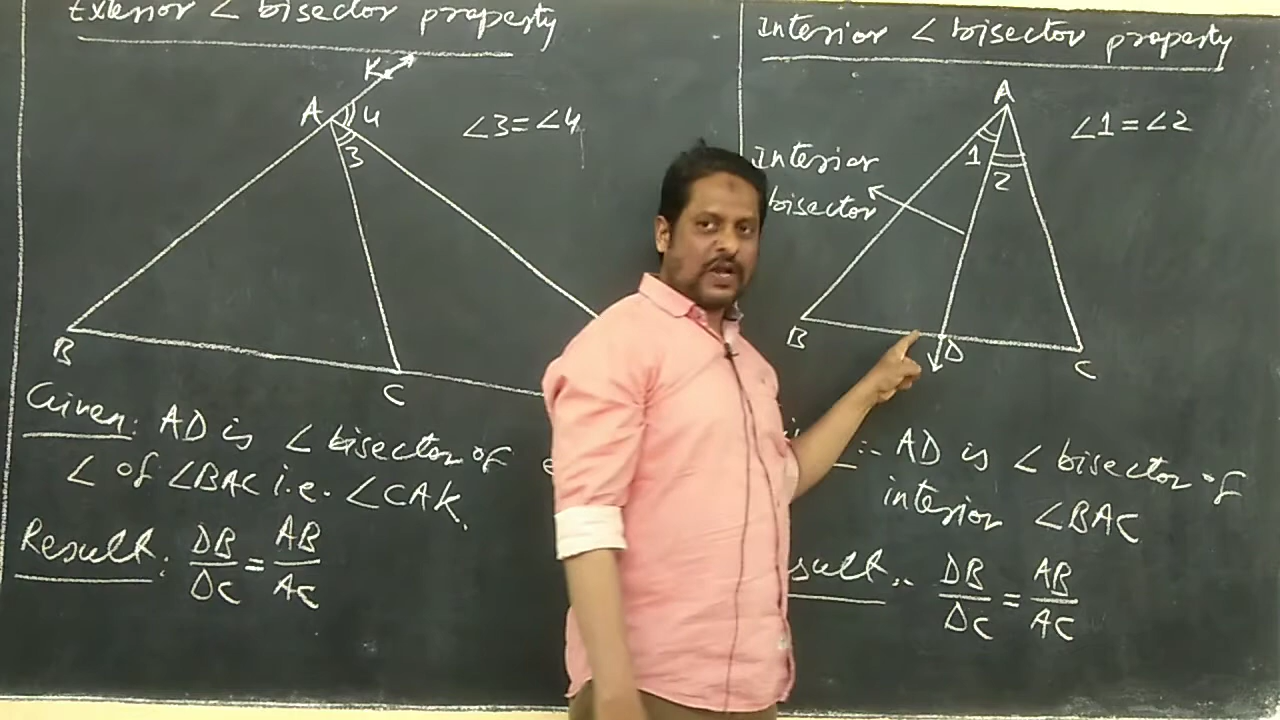 Exterior ∠ bisector property
K
A
4
3
∠3=∠4
B
C
Given: AD is ∠ bisector of
∠ of ∠BAC i.e. ∠CAK.
Result: DB/DC = AB/AC
Interior ∠ bisector property
A
∠1=∠2
Interior
bisector
1
2
B
D
C
AD is ∠ bisector of
interior ∠BAC
sult:. DB/DC = AB/AC